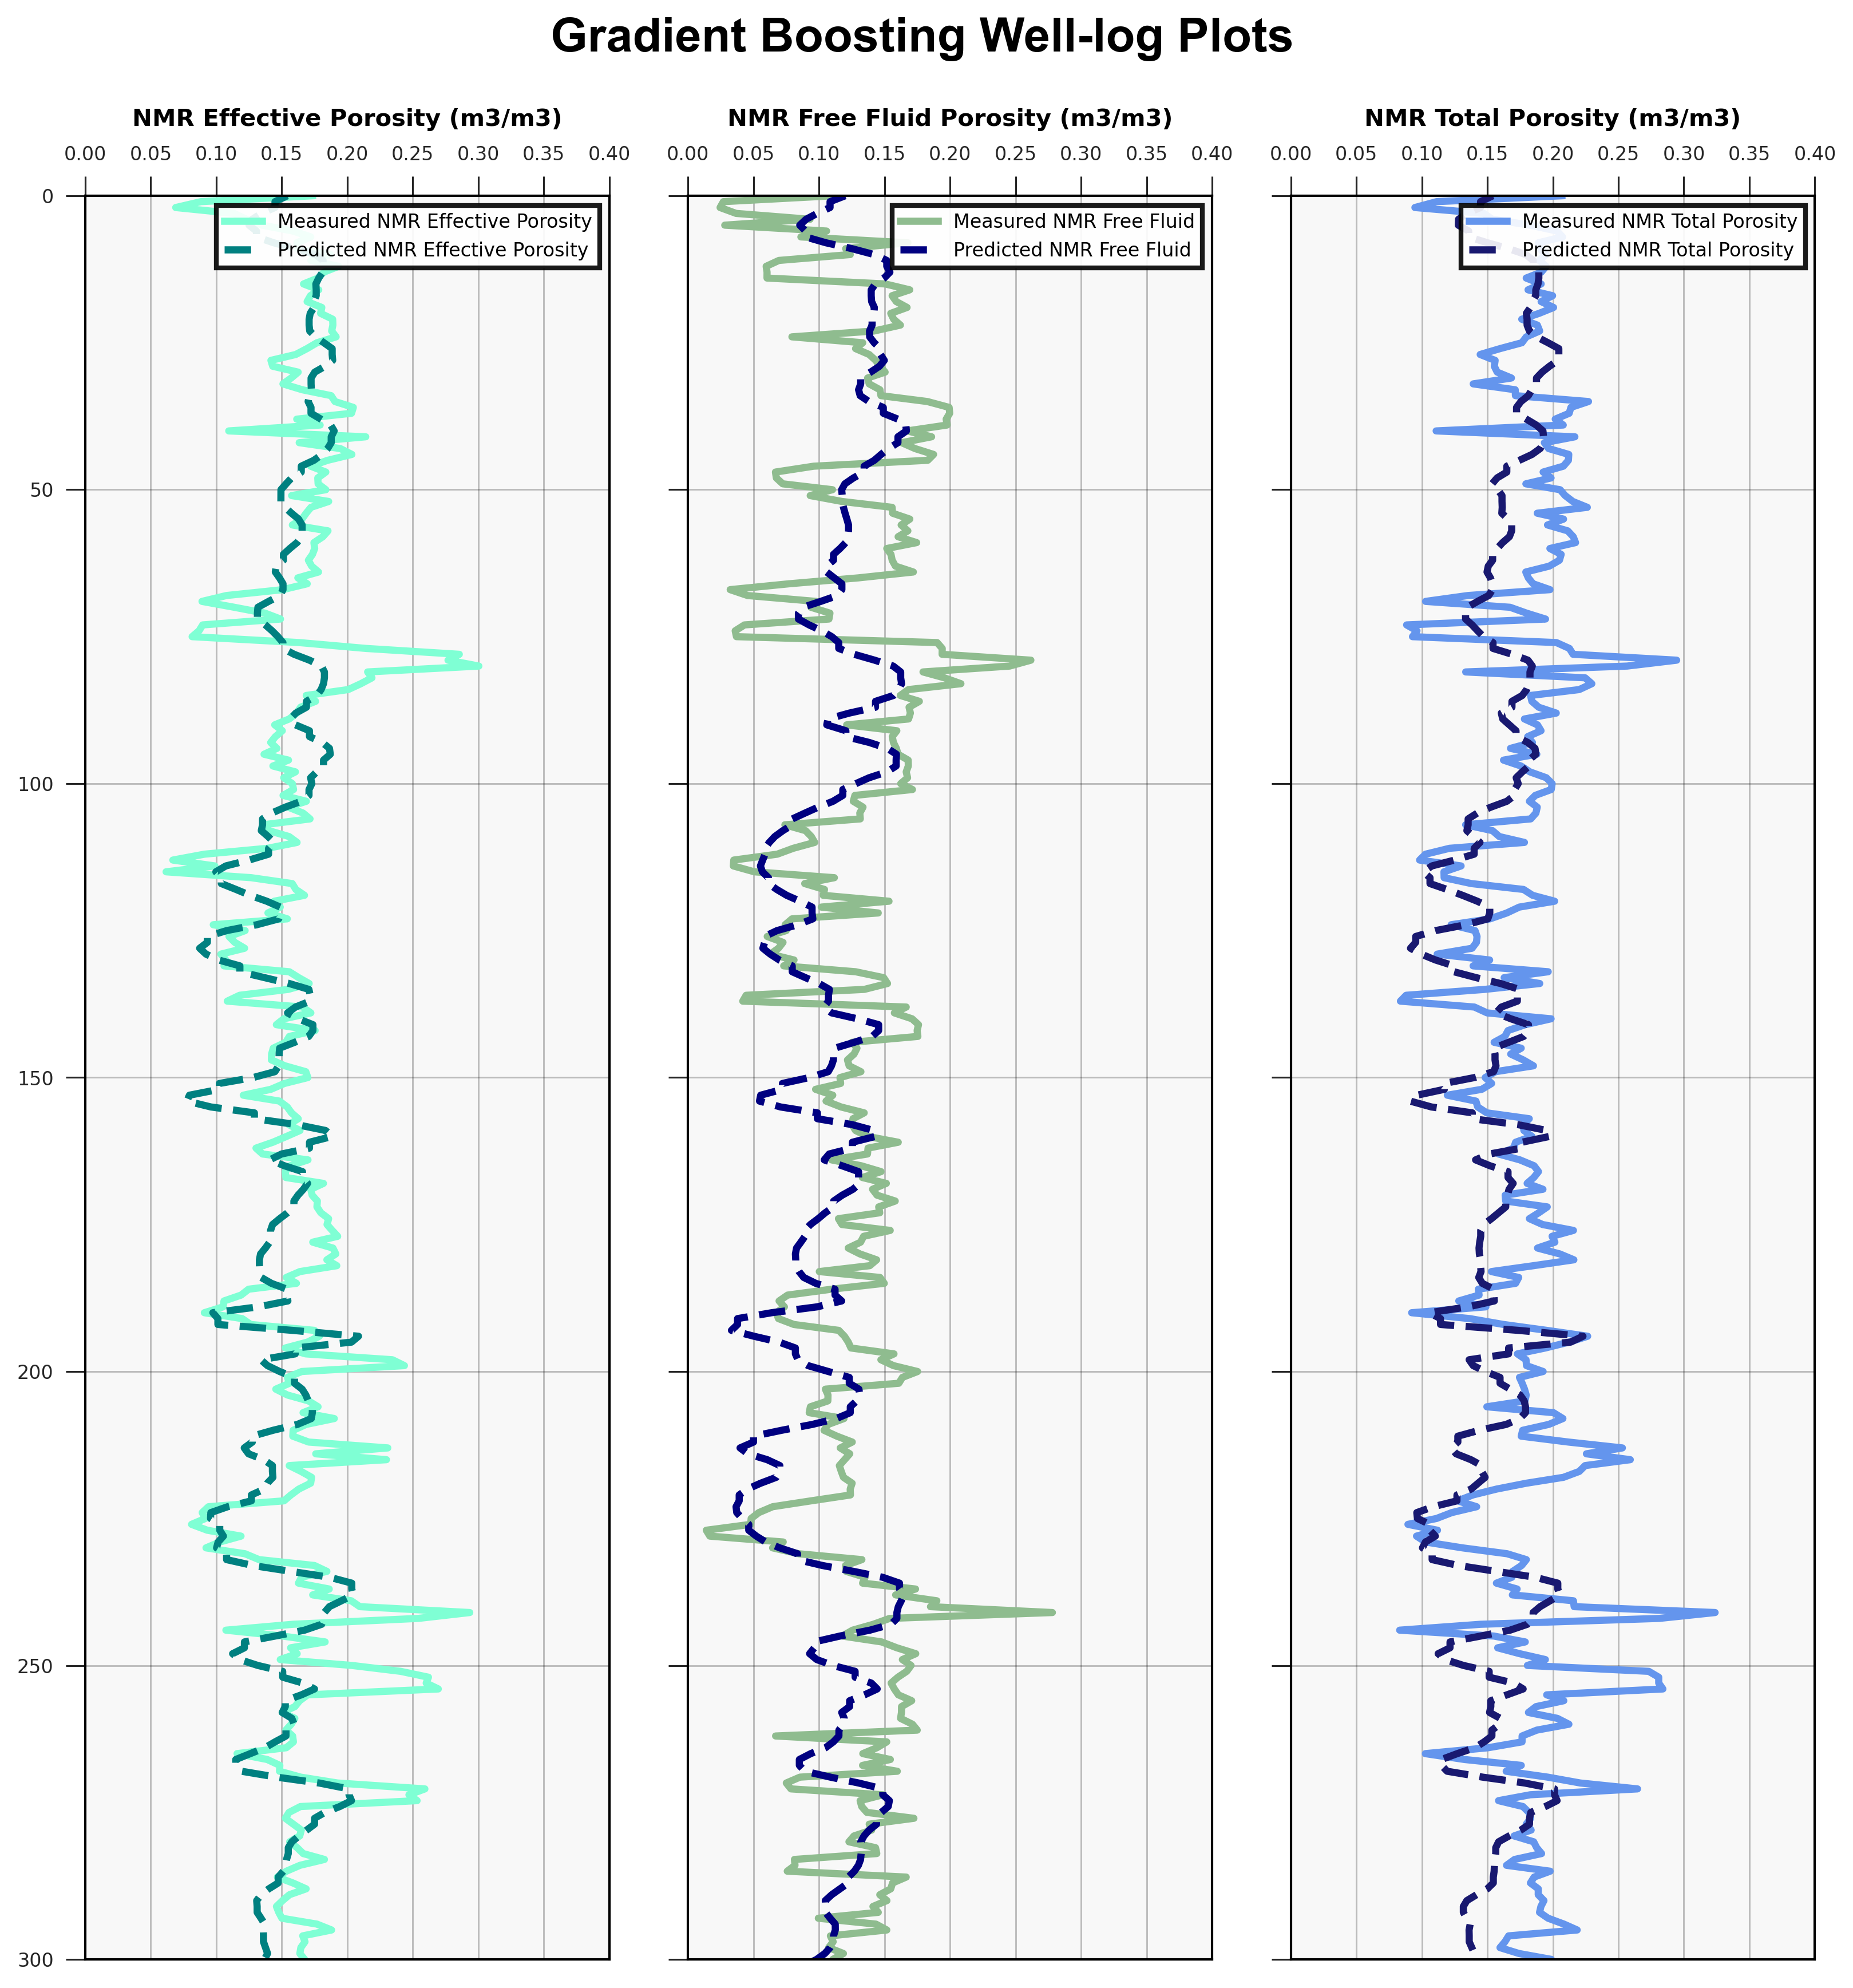 Gradient Boosting Well-log Plots
NMR Effective Porosity (m3/m3)
0.00 0.05 0.10 0.15 0.20 0.25 0.30 0.35 0.40
Measured NMR Effective Porosity
Predicted NMR Effective Porosity
0
50
100
150
200
250
300
NMR Free Fluid Porosity (m3/m3)
0.00 0.05 0.10 0.15 0.20 0.25 0.30 0.35 0.40
Measured NMR Free Fluid
Predicted NMR Free Fluid
NMR Total Porosity (m3/m3)
0.00 0.05 0.10 0.15 0.20 0.25 0.30 0.35 0.40
Measured NMR Total Porosity
Predicted NMR Total Porosity